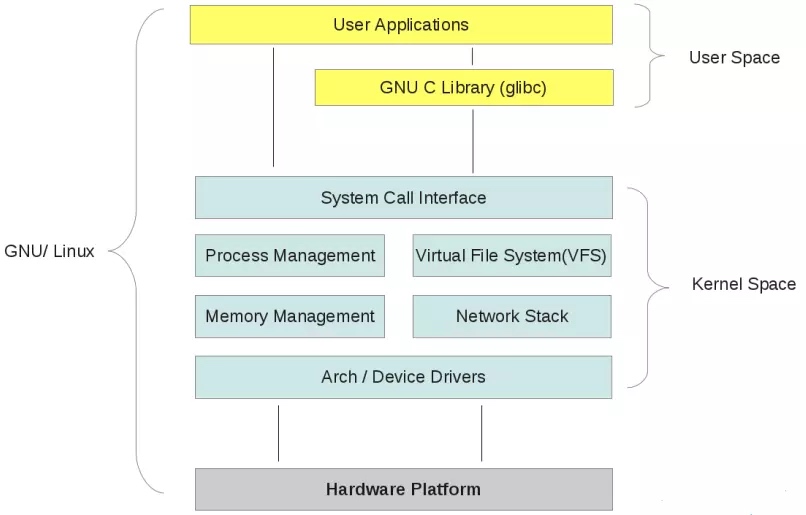 User Applications
User Space
GNU C Library (glibc)
System Call Interface
GNU/ Linux
Process Management
Virtual File System(VFS)
Kernel Space
Memory Management
Network Stack
Arch / Device Drivers
Hardware Platform